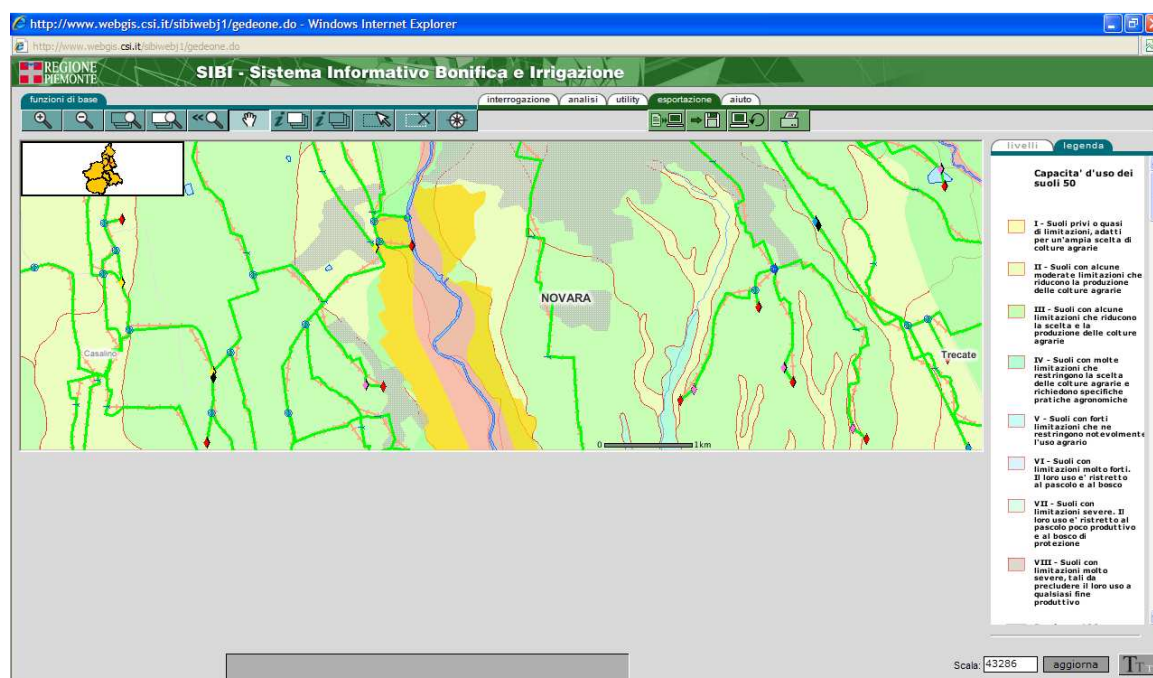 http://www.webgis.csi.it/sibiwebj1/gedeone.do - Windows Internet Explorer
http://www.webgis.csi.it/sibiwebj1/gedeone.do
REGIONE
PIEMONTE
SIBI - Sistema Informativo Bonifica e Irrigazione
funzioni di base
interrogazione analisi utility esportazione aiuto
livelli legenda
Capacita' d'uso dei
suoli 50
I - Suoli privi o quasi
di limitazioni, adatti
per un'ampia scelta di
colture agrarie
II - Suoli con alcune
moderate limitazioni che
riducono la produzione
delle colture agrarie
III - Suoli con alcune
limitazioni che riducono
la scelta e la
produzione delle colture
agrarie
IV - Suoli con molte
limitazioni che
restringono la scelta
delle colture agrarie e
richiedono specifiche
pratiche agronomiche
V - Suoli con forti
limitazioni che ne
restringono notevolmente
l'uso agrario
VI - Suoli con
limitazioni molto forti.
Il loro uso e' ristretto
al pascolo e al bosco
VII - Suoli con
limitazioni severe. Il
loro uso e' ristretto al
pascolo poco produttivo
e al bosco di
protezione
VIII - Suoli con
limitazioni molto
severe, tali da
precludere il loro uso a
qualsiasi fine
produttivo
NOVARA
Casalino
Trecate
0 1km
Scala: 43286 aggiorna TT